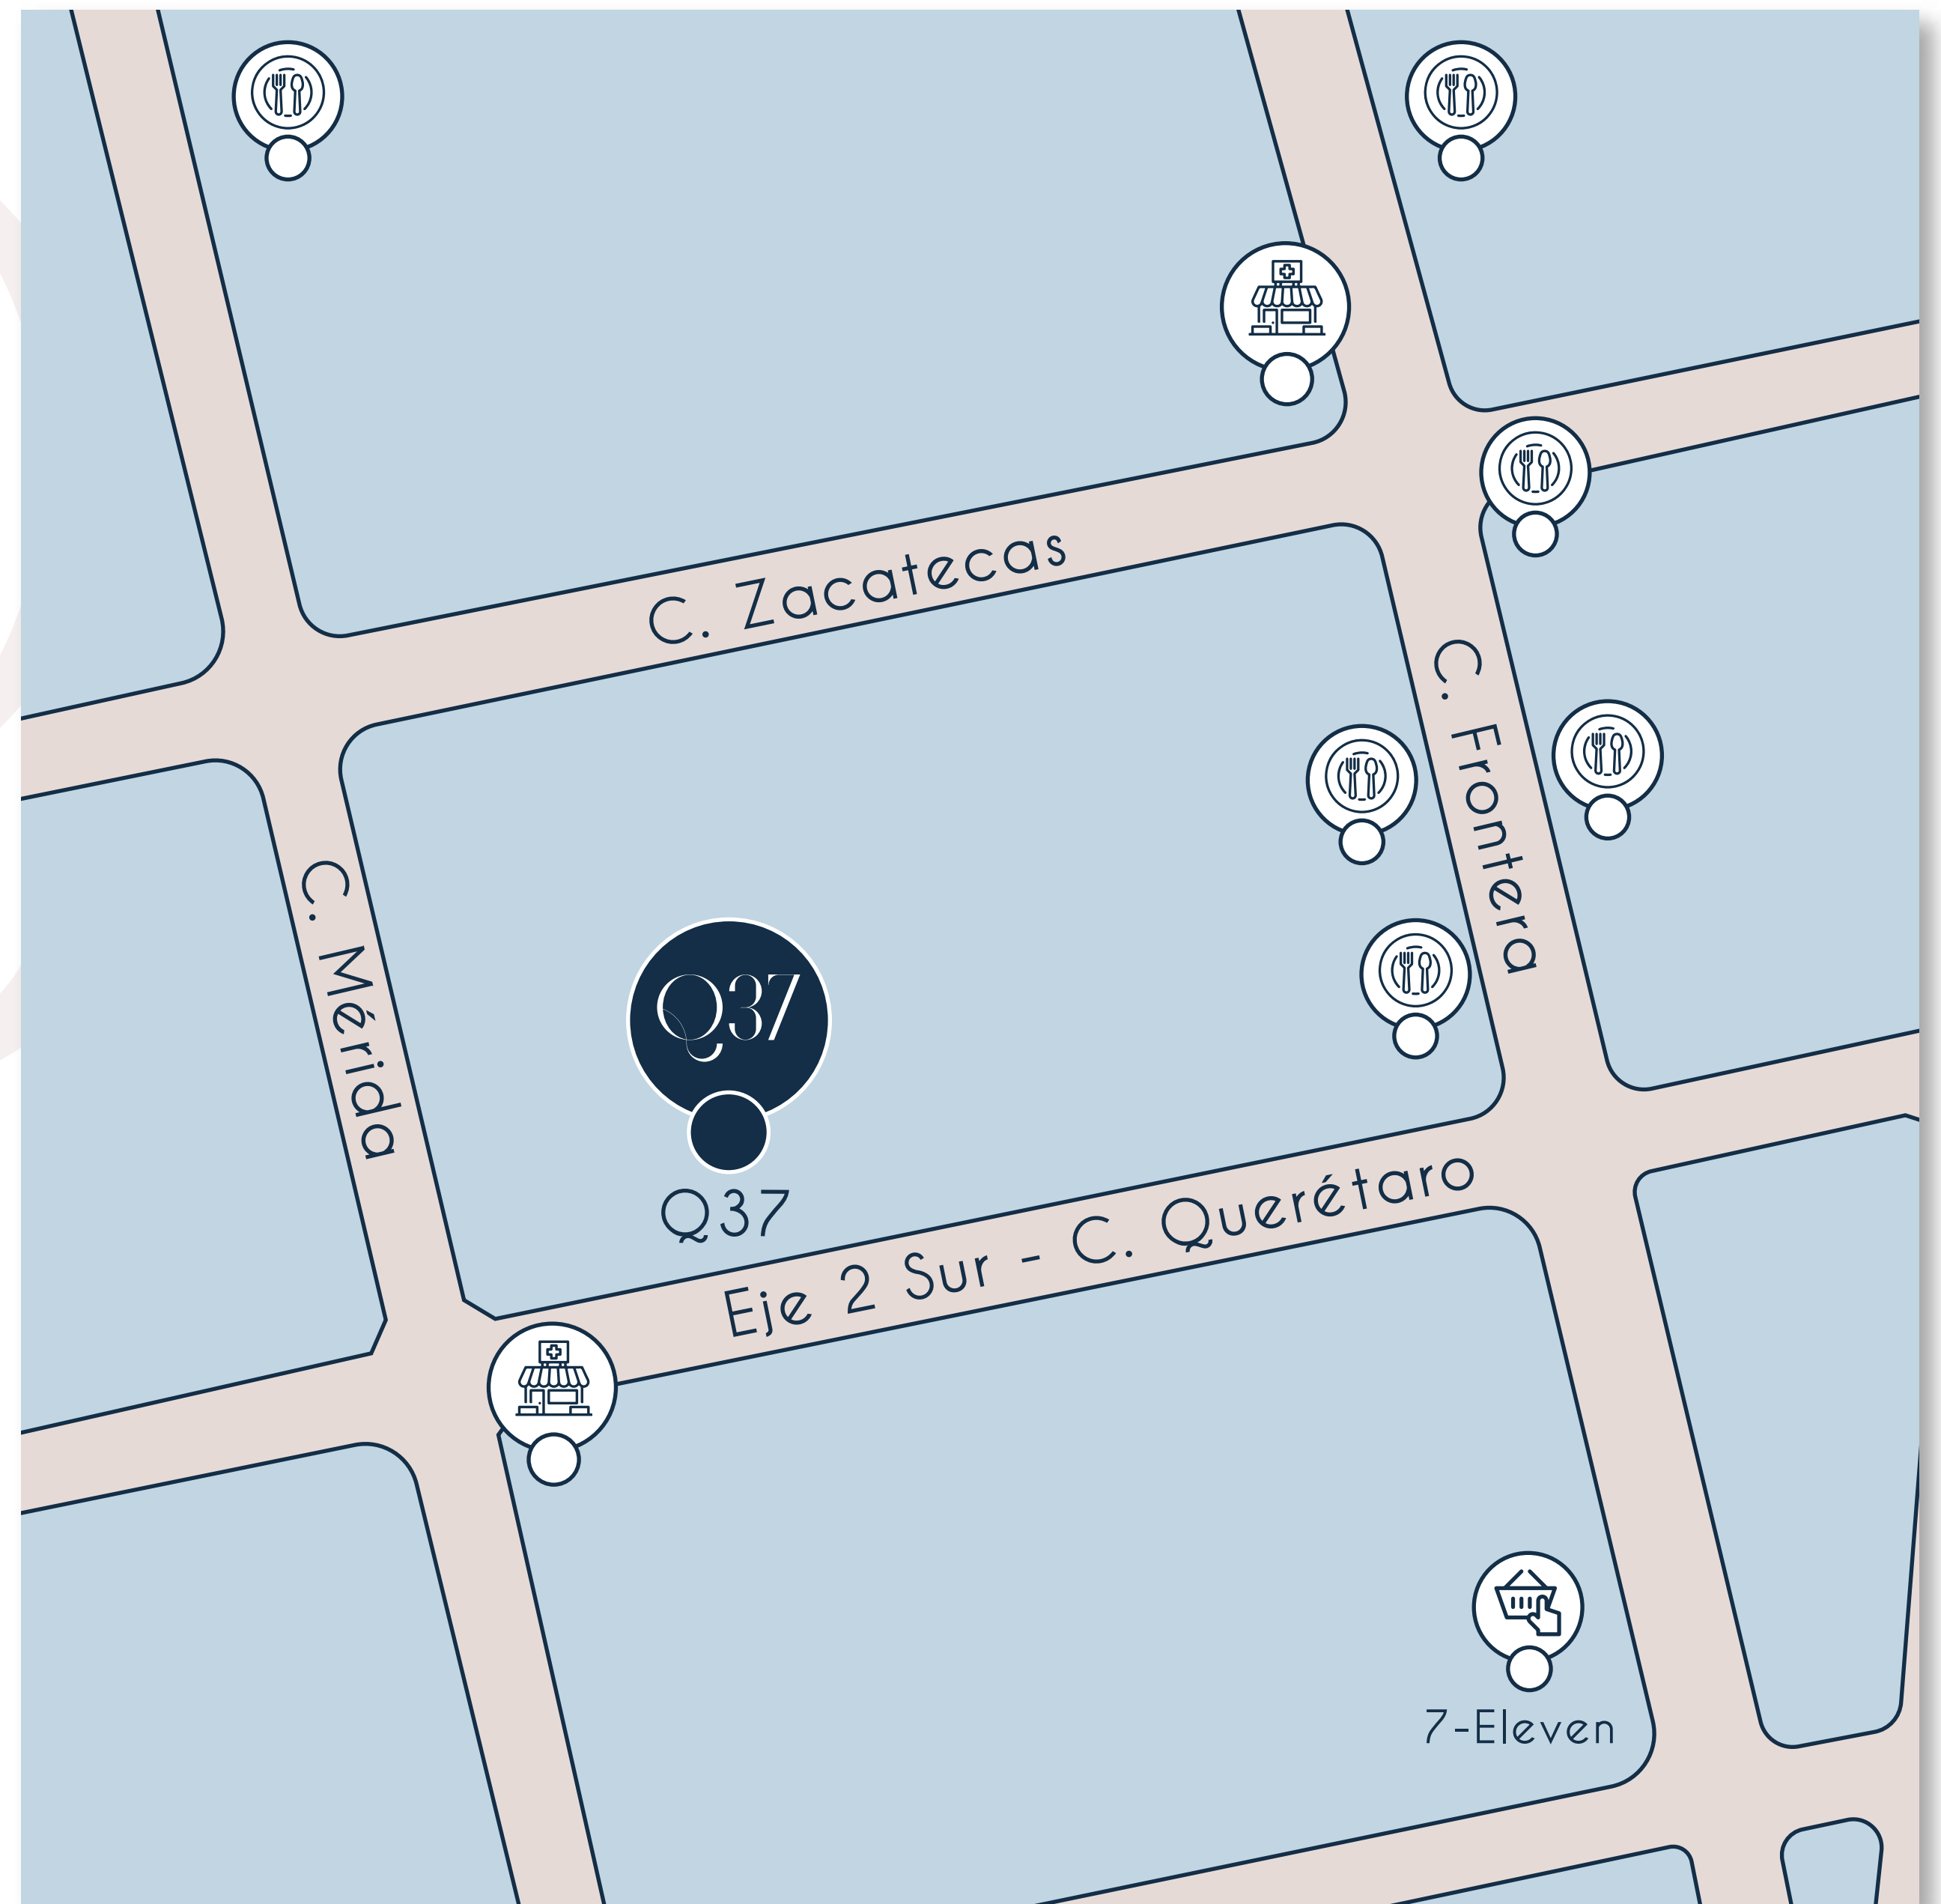 C. Zacatecas
C. Frontera
C. Mérida
Q37
Q37
Eje 2 Sur - C. Querétaro
7-Eleven